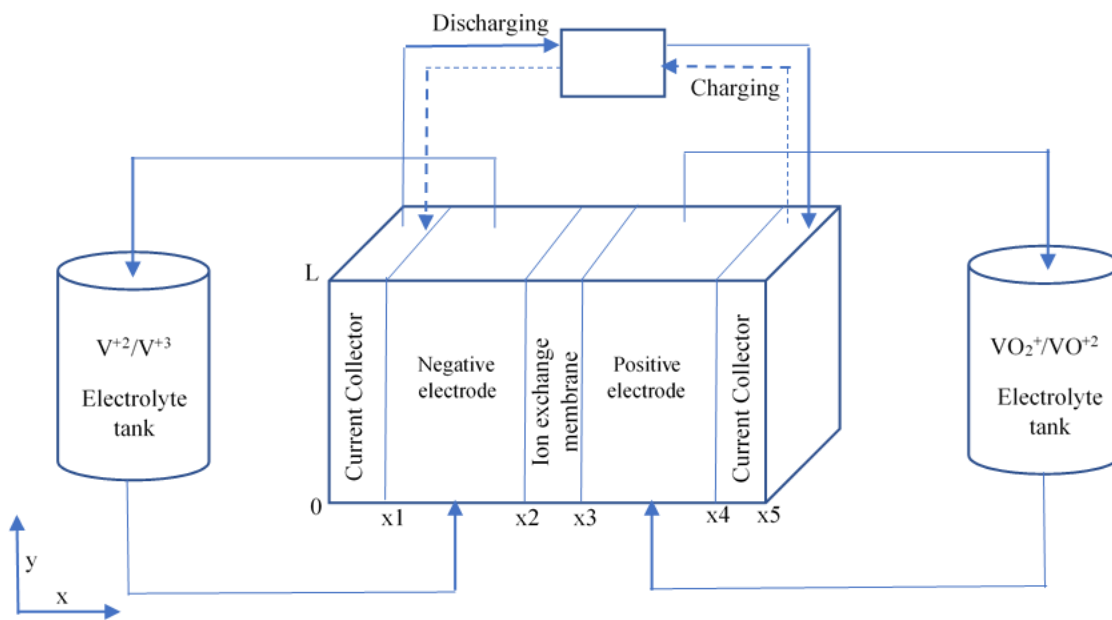 Discharging
Charging
L
V⁺²/V⁺³
Electrolyte
tank
Current Collector
Negative
electrode
Ion exchange
membrane
Positive
electrode
Current Collector
VO₂⁺/VO⁺²
Electrolyte
tank
0
x1
x2
x3
x4
x5
y
x